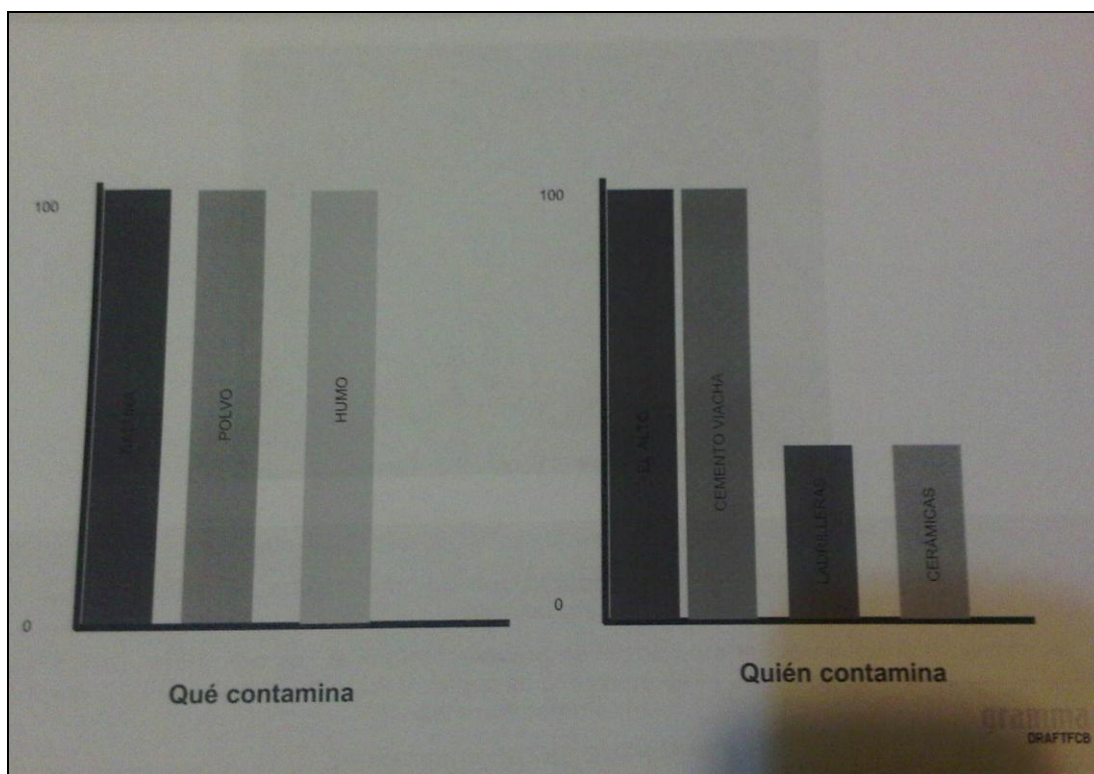 100
POLVO
HUMO
0
Qué contamina
100
EL ALTO
CEMENTO VIACHA
LADRILLERAS
CERÁMICAS
0
Quién contamina
gramma
DRAFTFCB